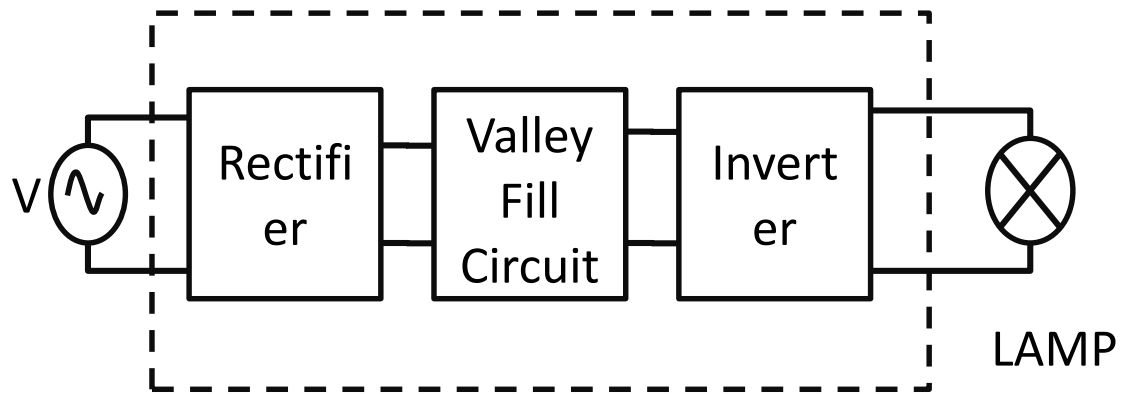 V
Rectifi
er
Valley
Fill
Circuit
Invert
er
LAMP